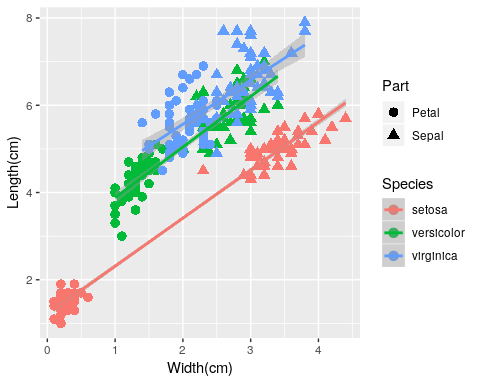 8
6
4
2
Length(cm)
0
1
2
3
4
Width(cm)
Part
Petal
Sepal
Species
setosa
versicolor
virginica